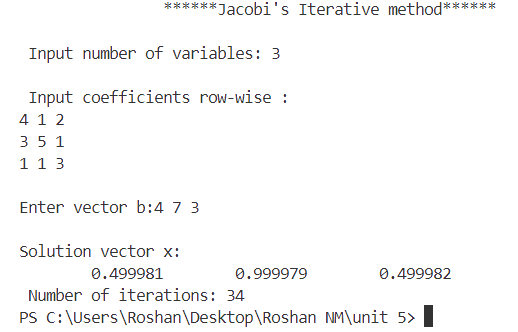 ******Jacobi's Iterative method******
Input number of variables: 3
Input coefficients row-wise :
4 1 2
3 5 1
1 1 3
Enter vector b:4 7 3
Solution vector x:
0.499981 0.999979 0.499982
Number of iterations: 34
PS C:\Users\Roshan\Desktop\Roshan NM\unit 5>